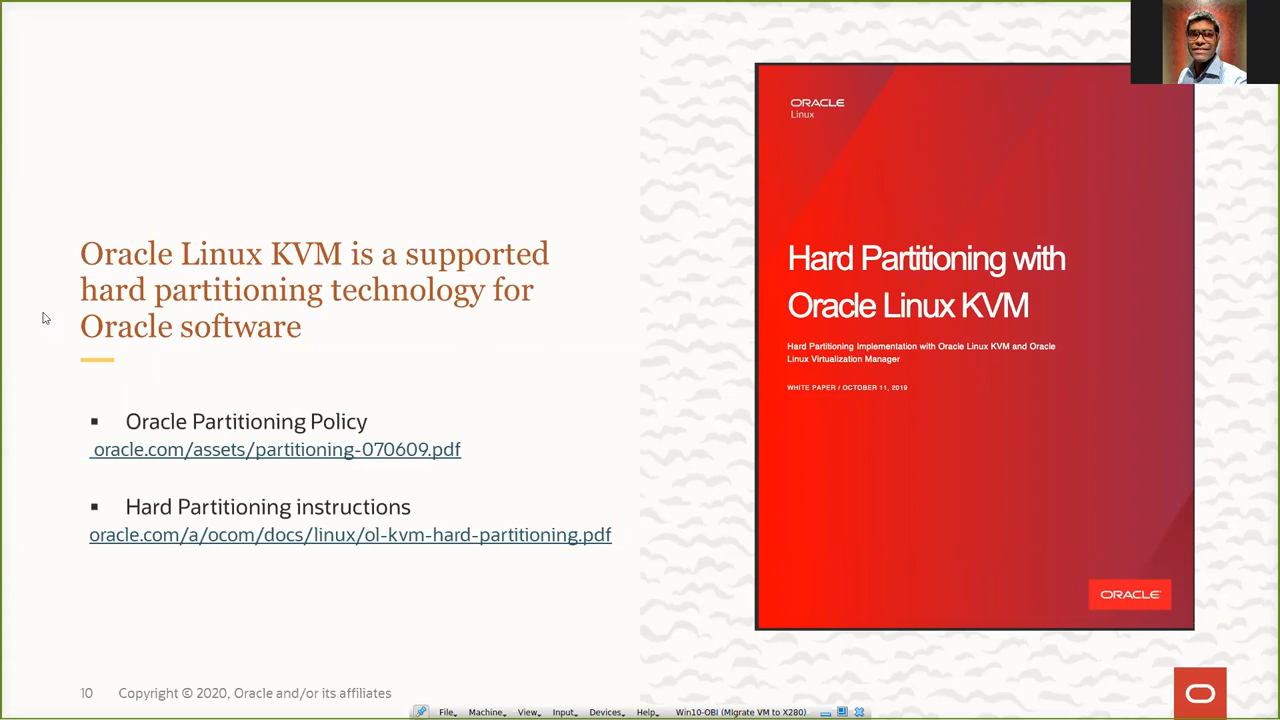 Oracle Linux KVM is a supported
hard partitioning technology for
Oracle software
▪ Oracle Partitioning Policy
oracle.com/assets/partitioning-070609.pdf
▪ Hard Partitioning instructions
oracle.com/a/ocom/docs/linux/ol-kvm-hard-partitioning.pdf
ORACLE
Linux
Hard Partitioning with
Oracle Linux KVM
Hard Partitioning Implementation with Oracle Linux KVM and Oracle
Linux Virtualization Manager
WHITE PAPER / OCTOBER 11, 2019
ORACLE
10 Copyright © 2020, Oracle and/or its affiliates
File Machine View Input Devices Help Win10-OBI (MIgrate VM to X280)